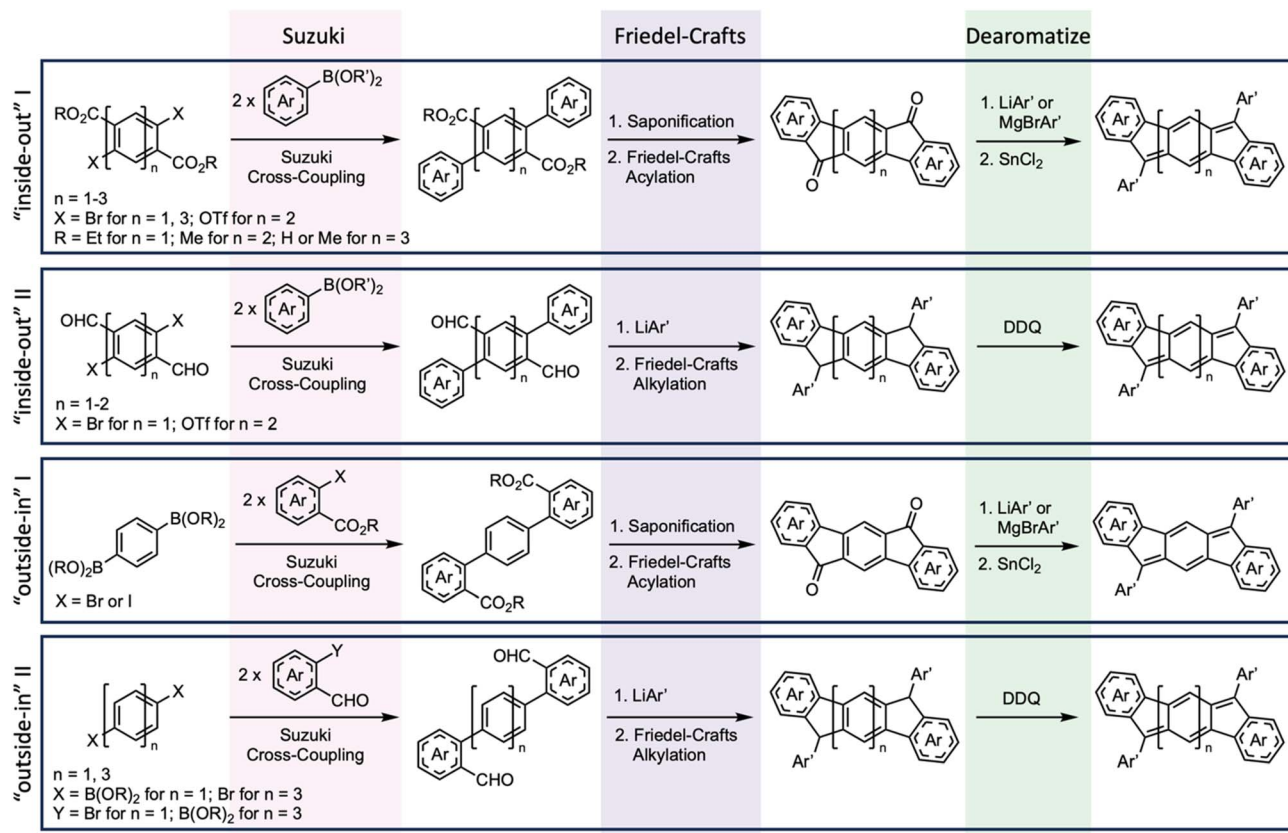 Suzuki
Friedel-Crafts
Dearomatize
"inside-out" I
RO₂C
X
X
CO₂R
n
n = 1-3
X = Br for n = 1, 3; OTf for n = 2
R = Et for n = 1; Me for n = 2; H or Me for n = 3
2 x
Ar
B(OR')₂
Suzuki
Cross-Coupling
RO₂C
Ar
Ar
CO₂R
n
1. Saponification
2. Friedel-Crafts
Acylation
Ar
O
O
Ar
n
1. LiAr' or
MgBrAr'
2. SnCl₂
Ar
Ar'
Ar'
Ar
n
"inside-out" II
OHC
X
X
CHO
n
n = 1-2
X = Br for n = 1; OTf for n = 2
2 x
Ar
B(OR')₂
Suzuki
Cross-Coupling
OHC
Ar
Ar
CHO
n
1. LiAr'
2. Friedel-Crafts
Alkylation
Ar
Ar'
Ar'
Ar
n
DDQ
Ar
Ar'
Ar'
Ar
n
"outside-in" I
B(OR)₂
(RO)₂B
X = Br or I
2 x
Ar
X
CO₂R
Suzuki
Cross-Coupling
RO₂C
Ar
Ar
CO₂R
1. Saponification
2. Friedel-Crafts
Acylation
Ar
O
O
Ar
1. LiAr' or
MgBrAr'
2. SnCl₂
Ar
Ar'
Ar'
Ar
"outside-in" II
X
X
n
n = 1, 3
X = B(OR)₂ for n = 1; Br for n = 3
Y = Br for n = 1; B(OR)₂ for n = 3
2 x
Ar
Y
CHO
Suzuki
Cross-Coupling
OHC
Ar
Ar
CHO
n
1. LiAr'
2. Friedel-Crafts
Alkylation
Ar
Ar'
Ar'
Ar
n
DDQ
Ar
Ar'
Ar'
Ar
n